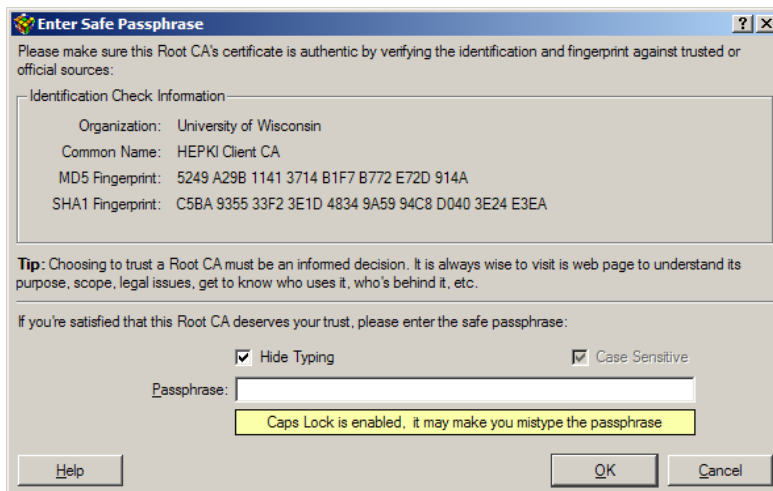 Enter Safe Passphrase
Please make sure this Root CA's certificate is authentic by verifying the identification and fingerprint against trusted or
official sources:
Identification Check Information
Organization: University of Wisconsin
Common Name: HEPKI Client CA
MD5 Fingerprint: 5249 A29B 1141 3714 B1F7 B772 E72D 914A
SHA1 Fingerprint: C5BA 9355 33F2 3E1D 4834 9A59 94C8 D040 3E24 E3EA
Tip: Choosing to trust a Root CA must be an informed decision. It is always wise to visit is web page to understand its
purpose, scope, legal issues, get to know who uses it, who's behind it, etc.
If you're satisfied that this Root CA deserves your trust, please enter the safe passphrase:
Hide Typing Case Sensitive
Passphrase:
Caps Lock is enabled, it may make you mistype the passphrase
Help OK Cancel